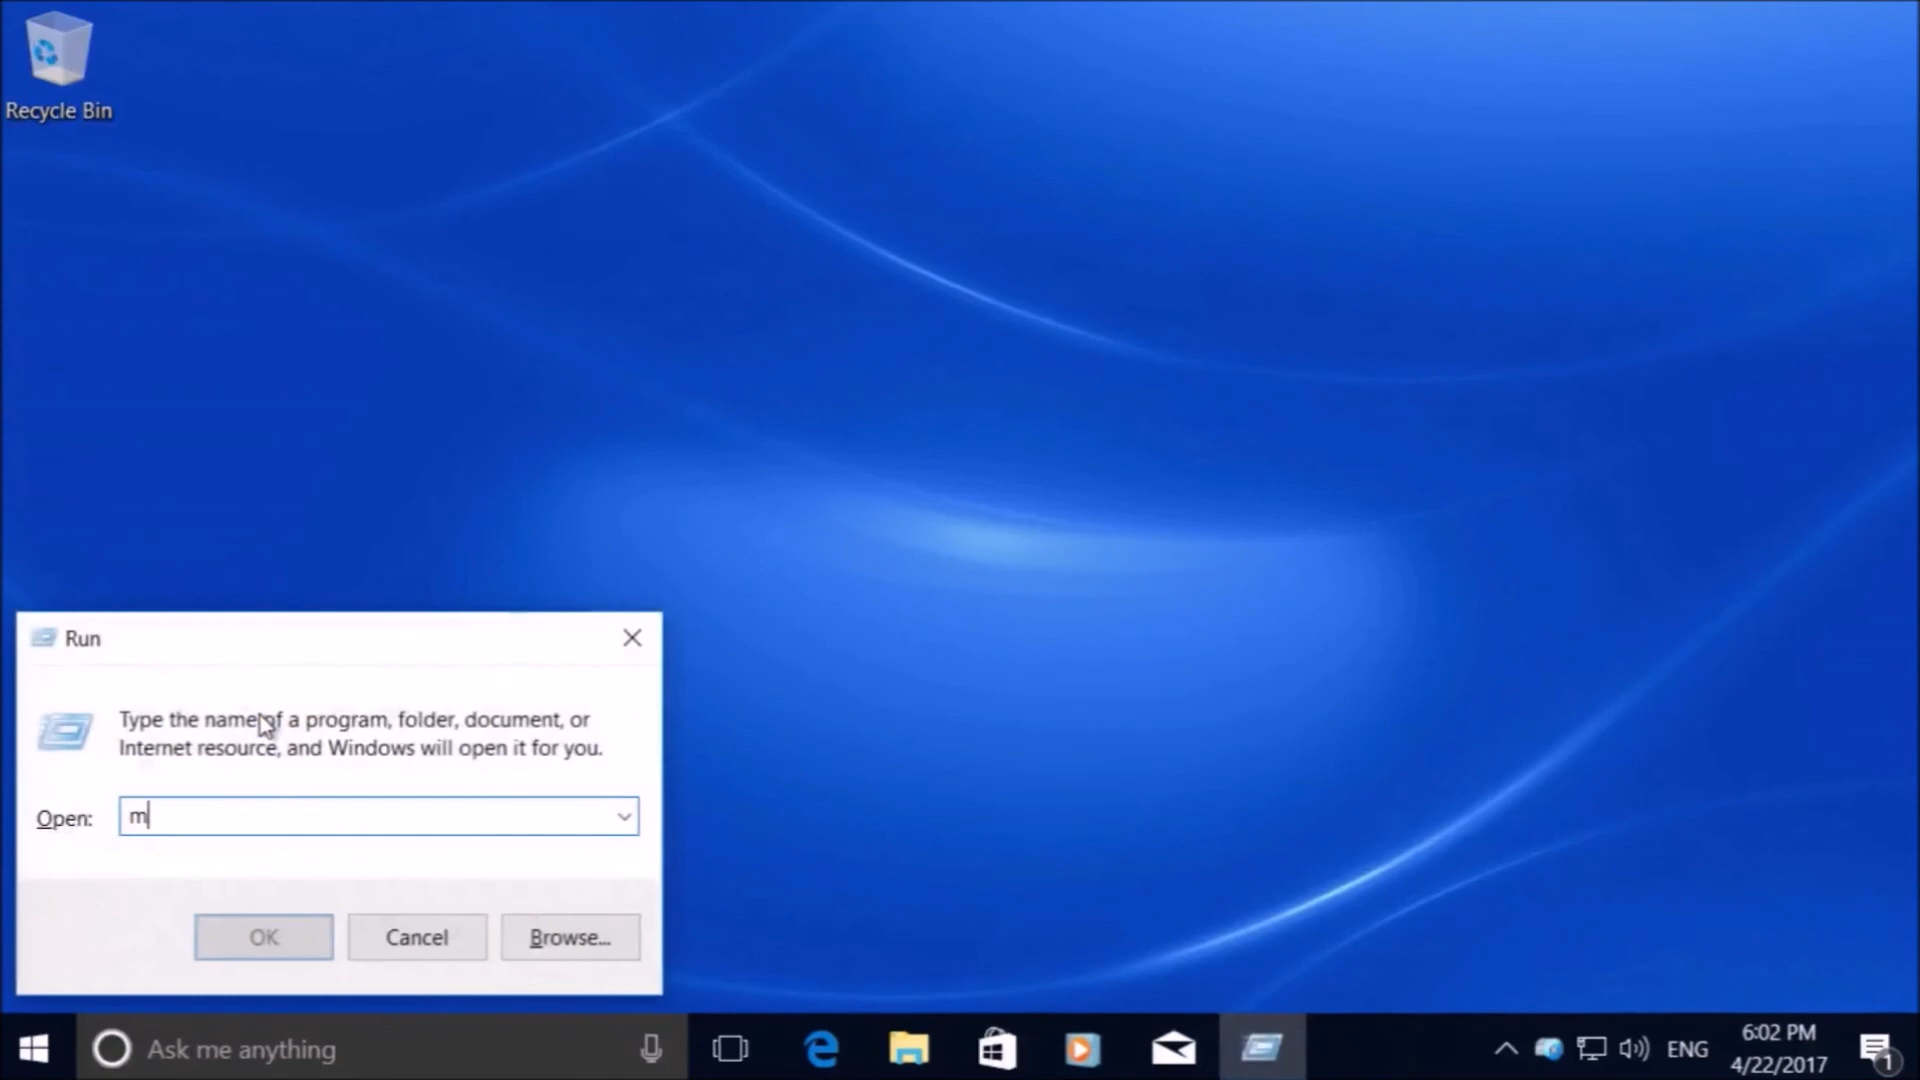 Recycle Bin
Run
Type the name of a program, folder, document, or
Internet resource, and Windows will open it for you.
Open: m
OK Cancel Browse...
Ask me anything
ENG
6:02 PM
4/22/2017
1